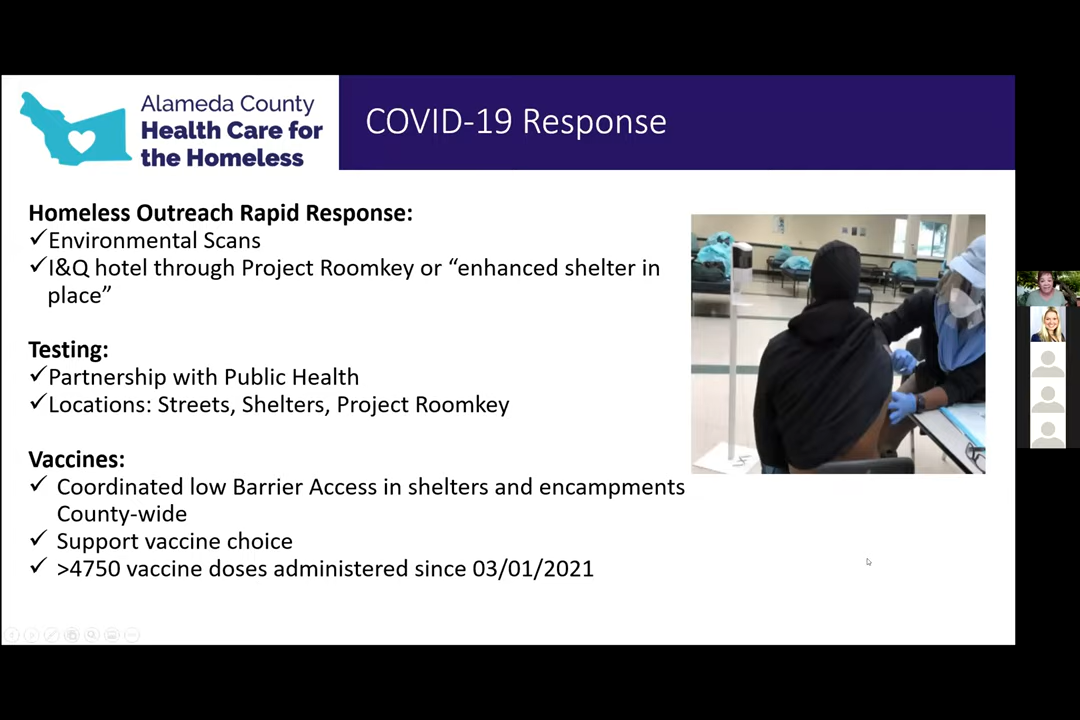 Alameda County
Health Care for
the Homeless
COVID-19 Response
Homeless Outreach Rapid Response:
✓Environmental Scans
✓I&Q hotel through Project Roomkey or “enhanced shelter in
place”
Testing:
✓Partnership with Public Health
✓Locations: Streets, Shelters, Project Roomkey
Vaccines:
✓ Coordinated low Barrier Access in shelters and encampments
County-wide
✓ Support vaccine choice
✓ >4750 vaccine doses administered since 03/01/2021